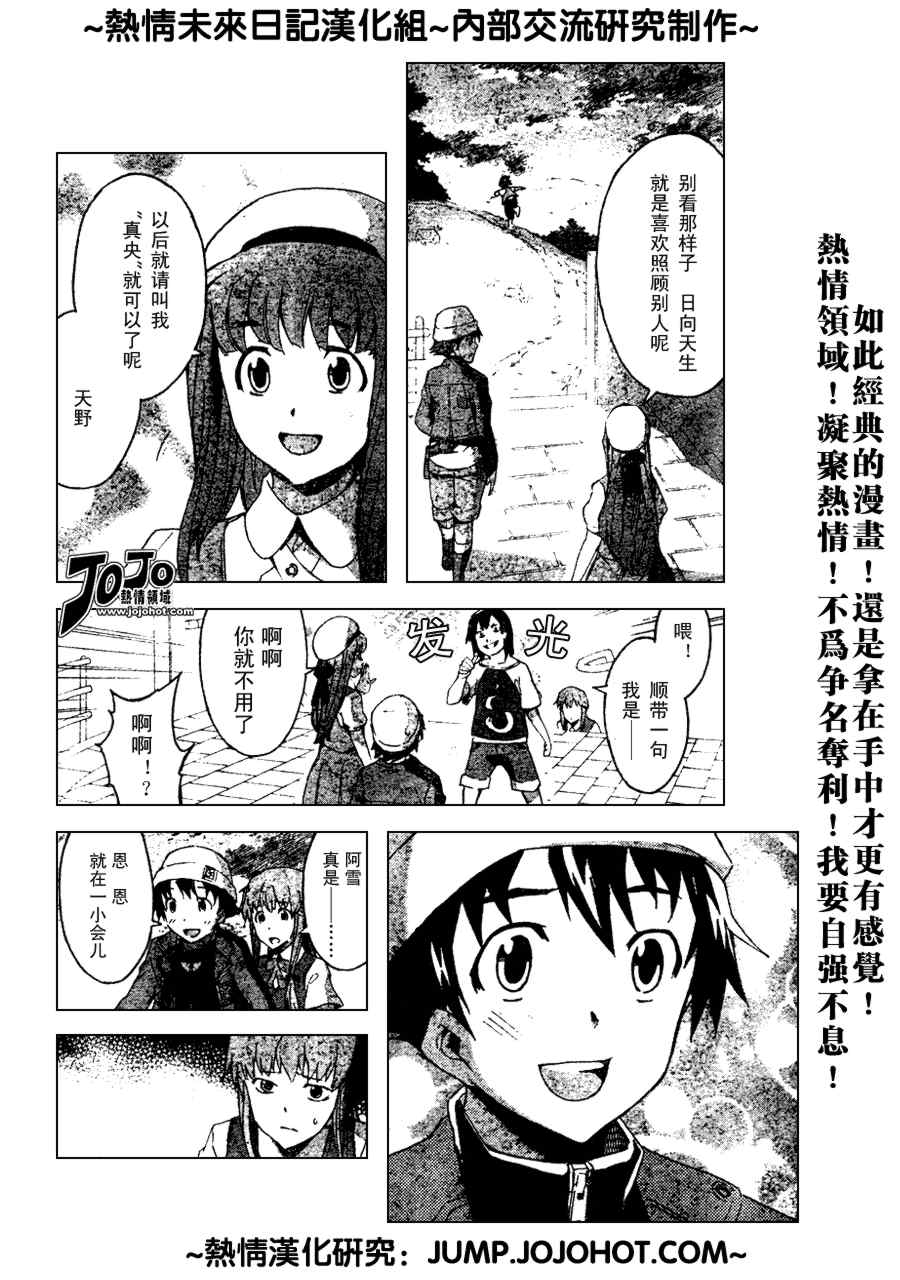 ~熱情未來日記漢化組~內部交流研究制作~
别看那样子 日向天生
就是喜欢照顾别人呢
以后就请叫我
“真央”就可以了呢
天野
喂！
顺带一句
我是——
发光
啊啊
你就不用了
啊啊！？
阿雪
真是………
恩 恩
就在一小会儿
如此經典的漫畫！還是拿在手中才更有感覺！
熱情領域！凝聚熱情！不爲争名奪利！我要自强不息！
JOJO
熱情領域
www.jojohot.com
S
~熱情漢化研究：JUMP.JOJOHOT.COM~